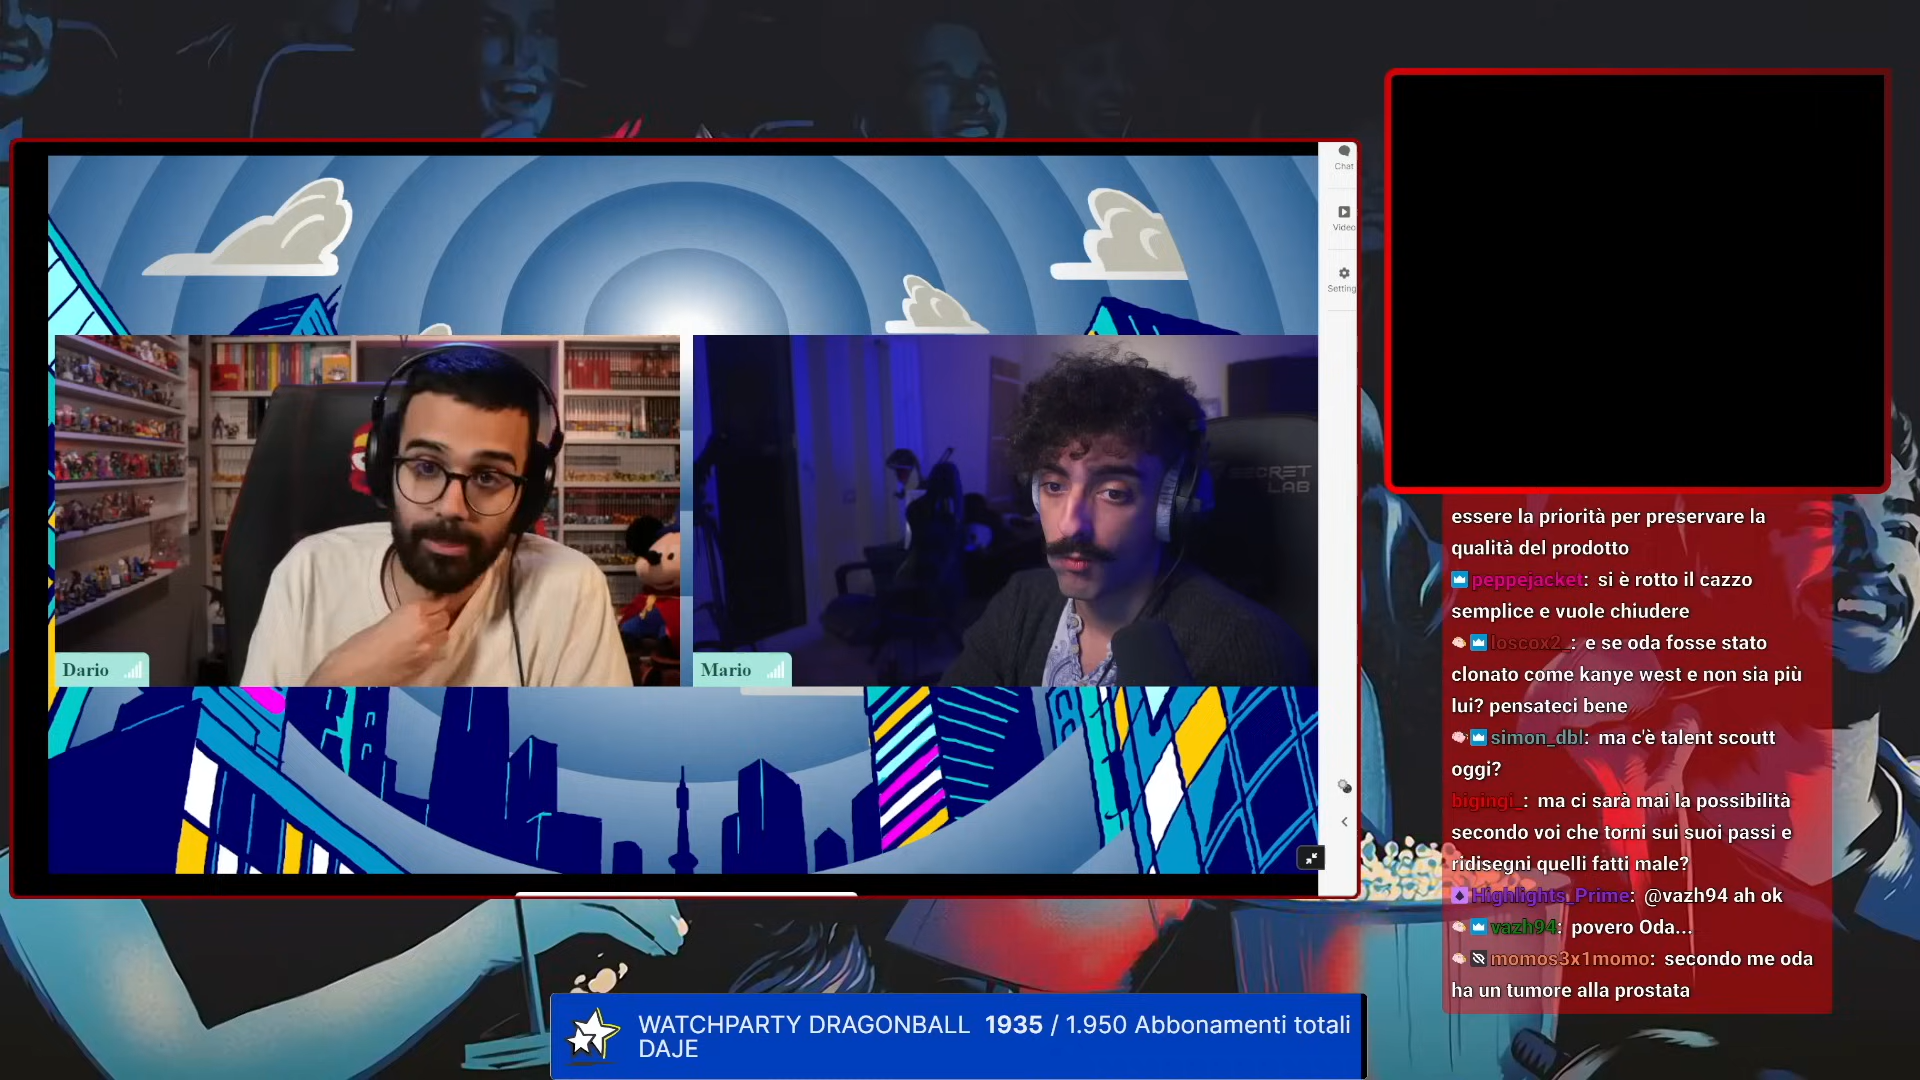 Chat
Video
Setting
SECRET
LAB
Dario
Mario
essere la priorità per preservare la
qualità del prodotto
peppejacket: si è rotto il cazzo
semplice e vuole chiudere
loscox2_: e se oda fosse stato
clonato come kanye west e non sia più
lui? pensateci bene
simon_dbl: ma c'è talent scoutt
oggi?
bigingi_: ma ci sarà mai la possibilità
secondo voi che torni sui suoi passi e
ridisegni quelli fatti male?
Highlights_Prime: @vazh94 ah ok
vazh94: povero Oda...
momos3x1momo: secondo me oda
ha un tumore alla prostata
WATCHPARTY DRAGONBALL 1935 / 1.950 Abbonamenti totali
DAJE